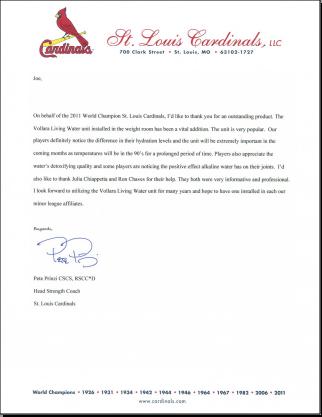 Cardinals
St. Louis Cardinals, LLC
700 Clark Street • St. Louis, MO • 63102-1727
Joe,
On behalf of the 2011 World Champion St. Louis Cardinals, I'd like to thank you for an outstanding product. The
Vollara Living Water unit installed in the weight room has been a vital addition. The unit is very popular. Our
players definitely notice the difference in their hydration levels and the unit will be extremely important in the
coming months as temperatures will be in the 90's for a prolonged period of time. Players also appreciate the
water's detoxifying quality and some players are noticing the positive effect alkaline water has on their joints. I'd
also like to thank Julia Chiappetta and Ron Chaves for their help. They both were very informative and professional.
I look forward to utilizing the Vollara Living Water unit for many years and hope to have one installed in each our
minor league affiliates.
Regards,
Pete Prinzi CSCS, RSCC*D
Head Strength Coach
St. Louis Cardinals
World Champions • 1926 • 1931 • 1934 • 1942 • 1944 • 1946 • 1964 • 1967 • 1982 • 2006 • 2011
www.cardinals.com